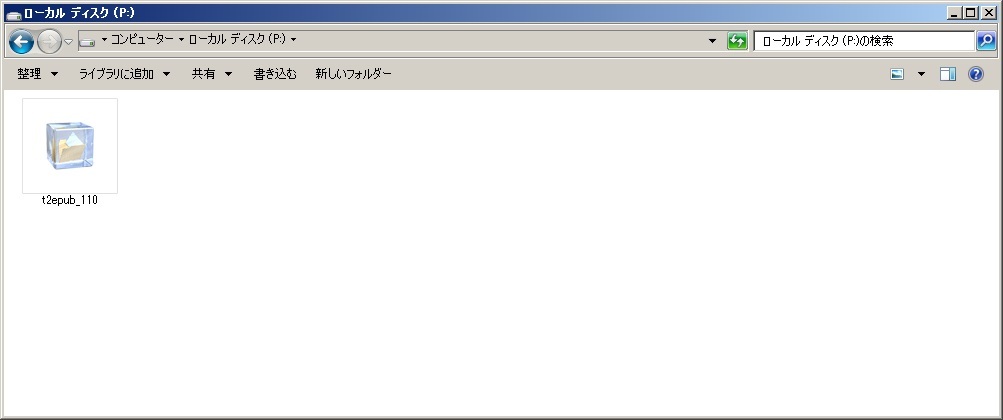 ローカル ディスク (P:)
コンピューター ローカル ディスク (P:) ローカル ディスク (P:)の検索
整理 ライブラリに追加 共有 書き込む 新しいフォルダー
t2epub_110